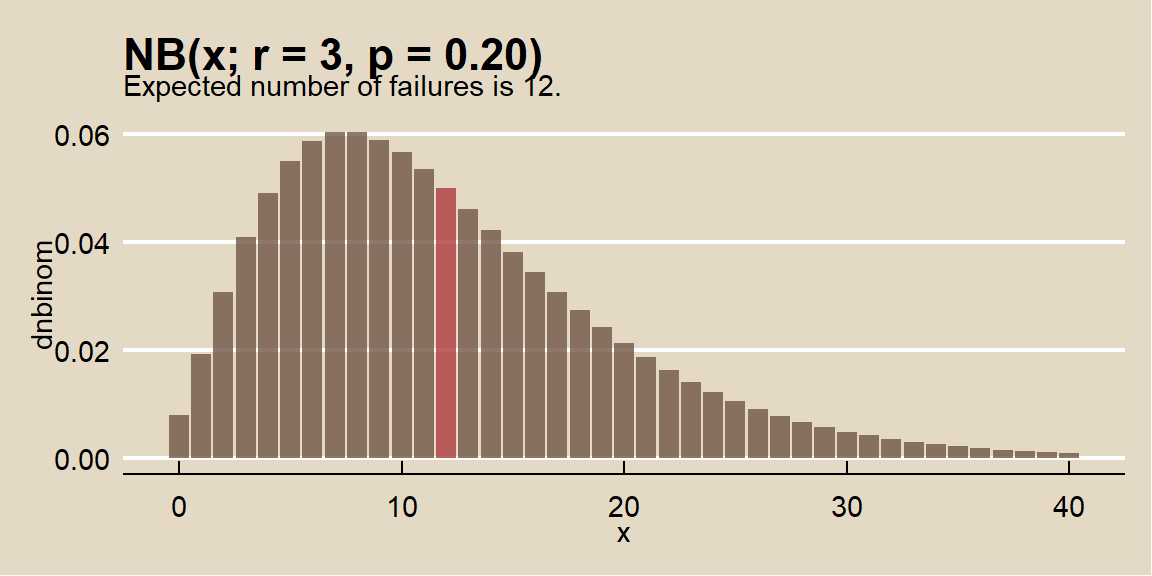 NB(x; r = 3, p = 0.20)
Expected number of failures is 12.
dnbinom
0.06
0.04
0.02
0.00
0 10 20 30 40
x